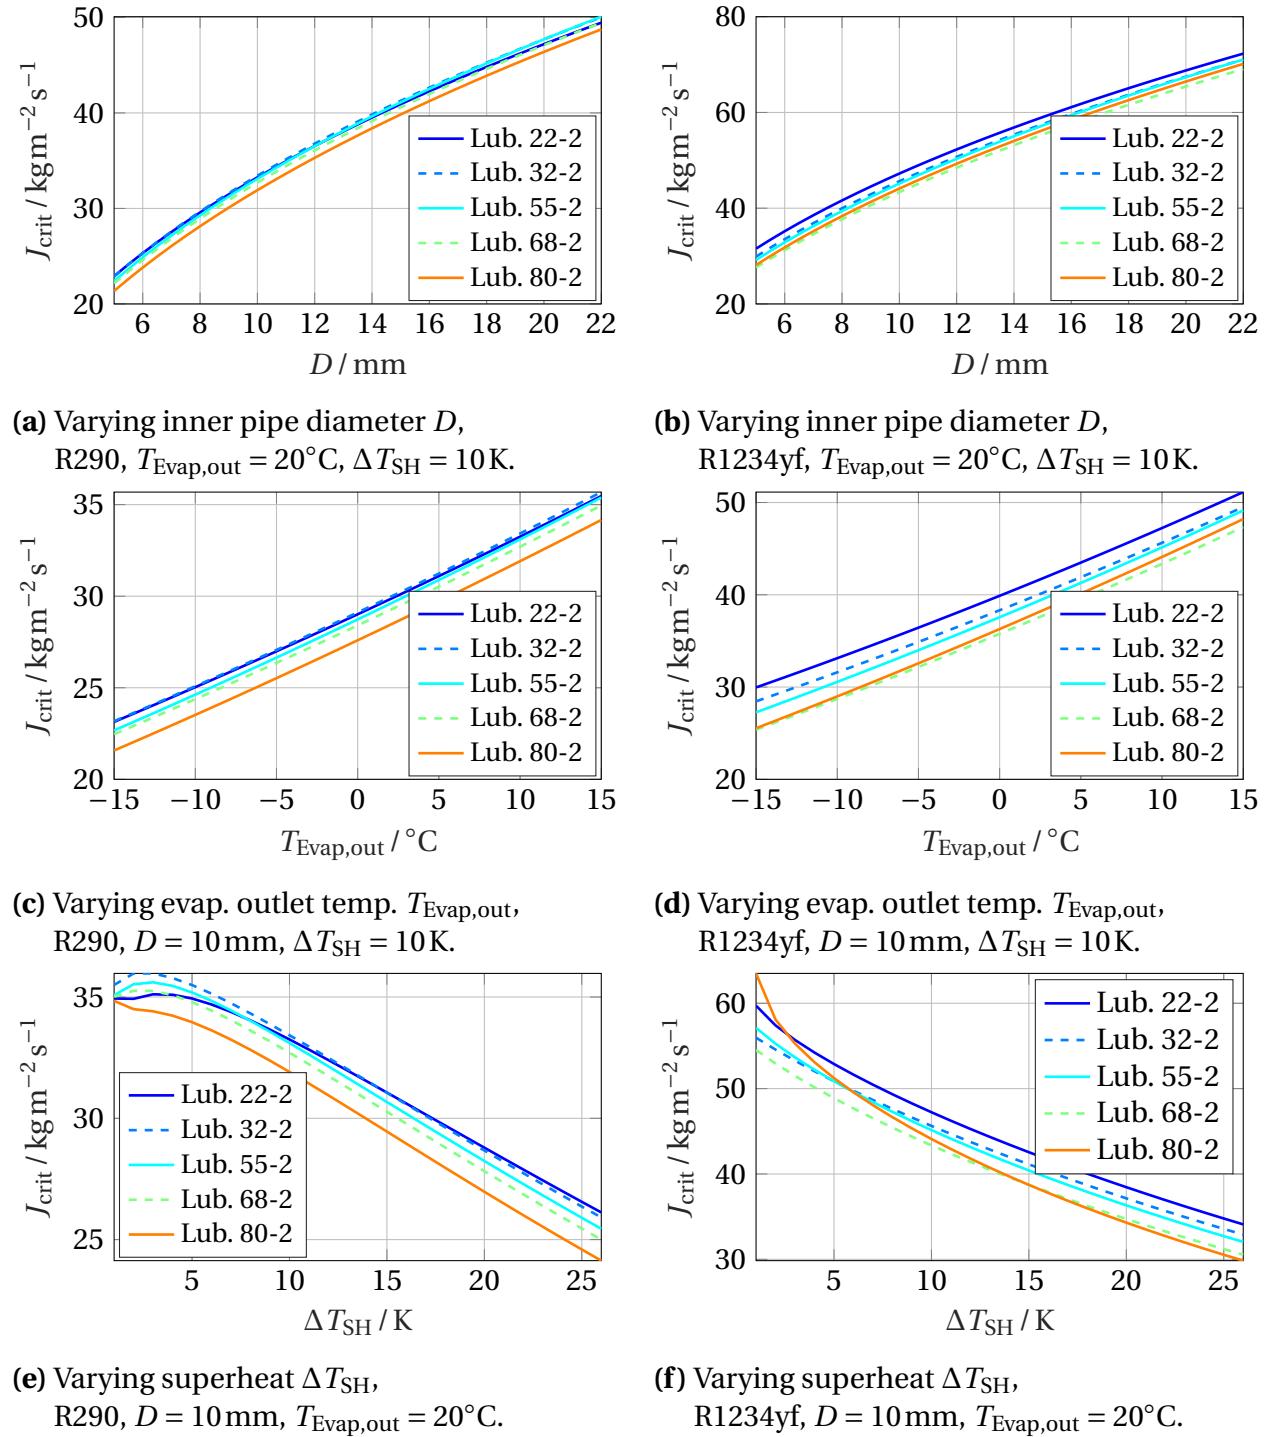 50
40
30
20
J_crit / kg m⁻² s⁻¹
Lub. 22-2
Lub. 32-2
Lub. 55-2
Lub. 68-2
Lub. 80-2
6 8 10 12 14 16 18 20 22
D / mm
(a) Varying inner pipe diameter D,
R290, T_Evap,out = 20°C, ΔT_SH = 10 K.
80
60
40
20
J_crit / kg m⁻² s⁻¹
Lub. 22-2
Lub. 32-2
Lub. 55-2
Lub. 68-2
Lub. 80-2
6 8 10 12 14 16 18 20 22
D / mm
(b) Varying inner pipe diameter D,
R1234yf, T_Evap,out = 20°C, ΔT_SH = 10 K.
35
30
25
20
J_crit / kg m⁻² s⁻¹
Lub. 22-2
Lub. 32-2
Lub. 55-2
Lub. 68-2
Lub. 80-2
−15 −10 −5 0 5 10 15
T_Evap,out / °C
(c) Varying evap. outlet temp. T_Evap,out,
R290, D = 10 mm, ΔT_SH = 10 K.
50
40
30
20
J_crit / kg m⁻² s⁻¹
Lub. 22-2
Lub. 32-2
Lub. 55-2
Lub. 68-2
Lub. 80-2
−15 −10 −5 0 5 10 15
T_Evap,out / °C
(d) Varying evap. outlet temp. T_Evap,out,
R1234yf, D = 10 mm, ΔT_SH = 10 K.
35
30
25
J_crit / kg m⁻² s⁻¹
Lub. 22-2
Lub. 32-2
Lub. 55-2
Lub. 68-2
Lub. 80-2
5 10 15 20 25
ΔT_SH / K
(e) Varying superheat ΔT_SH,
R290, D = 10 mm, T_Evap,out = 20°C.
60
50
40
30
J_crit / kg m⁻² s⁻¹
Lub. 22-2
Lub. 32-2
Lub. 55-2
Lub. 68-2
Lub. 80-2
5 10 15 20 25
ΔT_SH / K
(f) Varying superheat ΔT_SH,
R1234yf, D = 10 mm, T_Evap,out = 20°C.